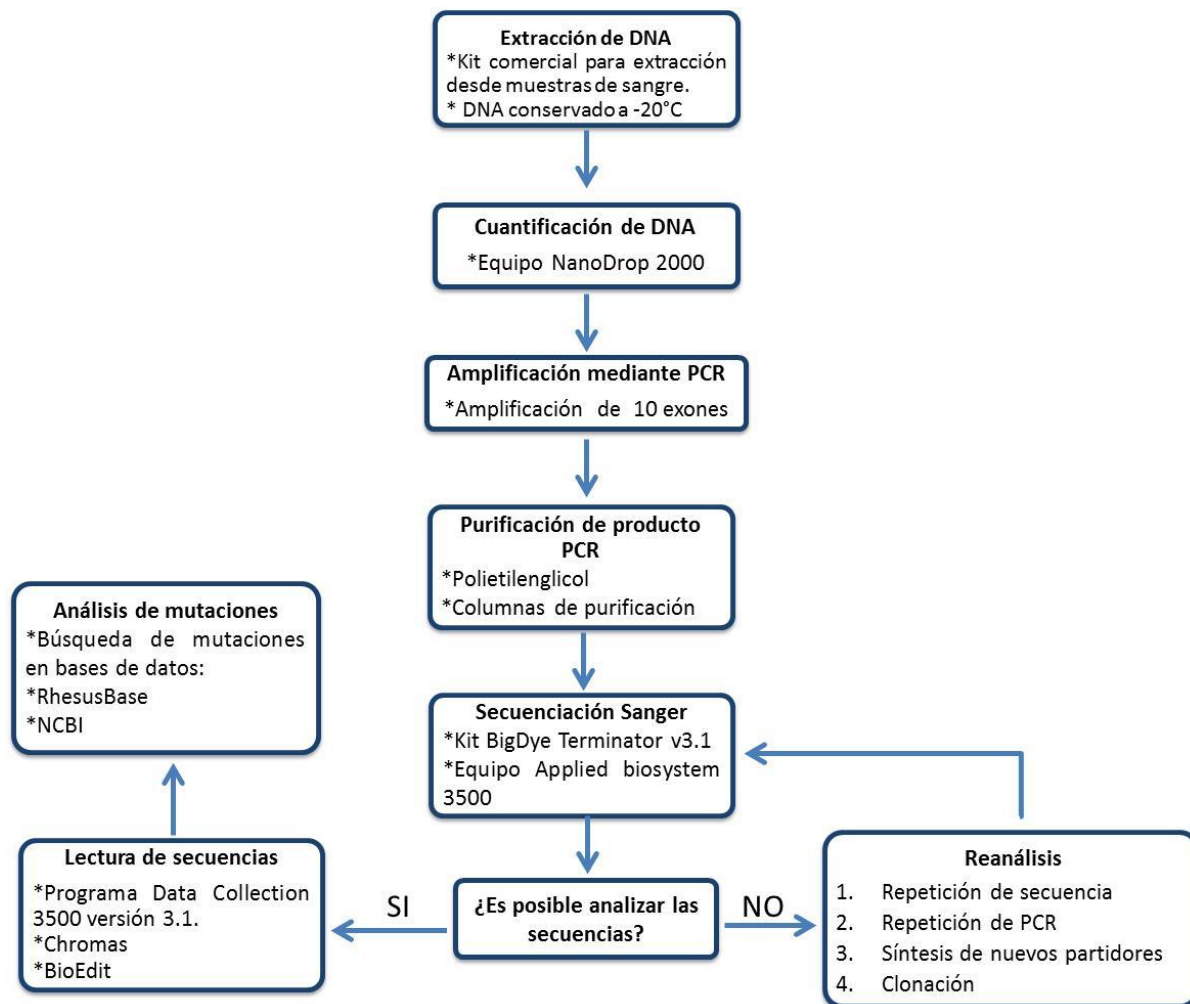 Extracción de DNA
*Kit comercial para extracción
desde muestras de sangre.
* DNA conservado a -20°C
Cuantificación de DNA
*Equipo NanoDrop 2000
Amplificación mediante PCR
*Amplificación de 10 exones
Purificación de producto
PCR
*Polietilenglicol
*Columnas de purificación
Secuenciación Sanger
*Kit BigDye Terminator v3.1
*Equipo Applied biosystem
3500
¿Es posible analizar las
secuencias?
SI
NO
Lectura de secuencias
*Programa Data Collection
3500 versión 3.1.
*Chromas
*BioEdit
Análisis de mutaciones
*Búsqueda de mutaciones
en bases de datos:
*RhesusBase
*NCBI
Reanálisis
1. Repetición de secuencia
2. Repetición de PCR
3. Síntesis de nuevos partidores
4. Clonación